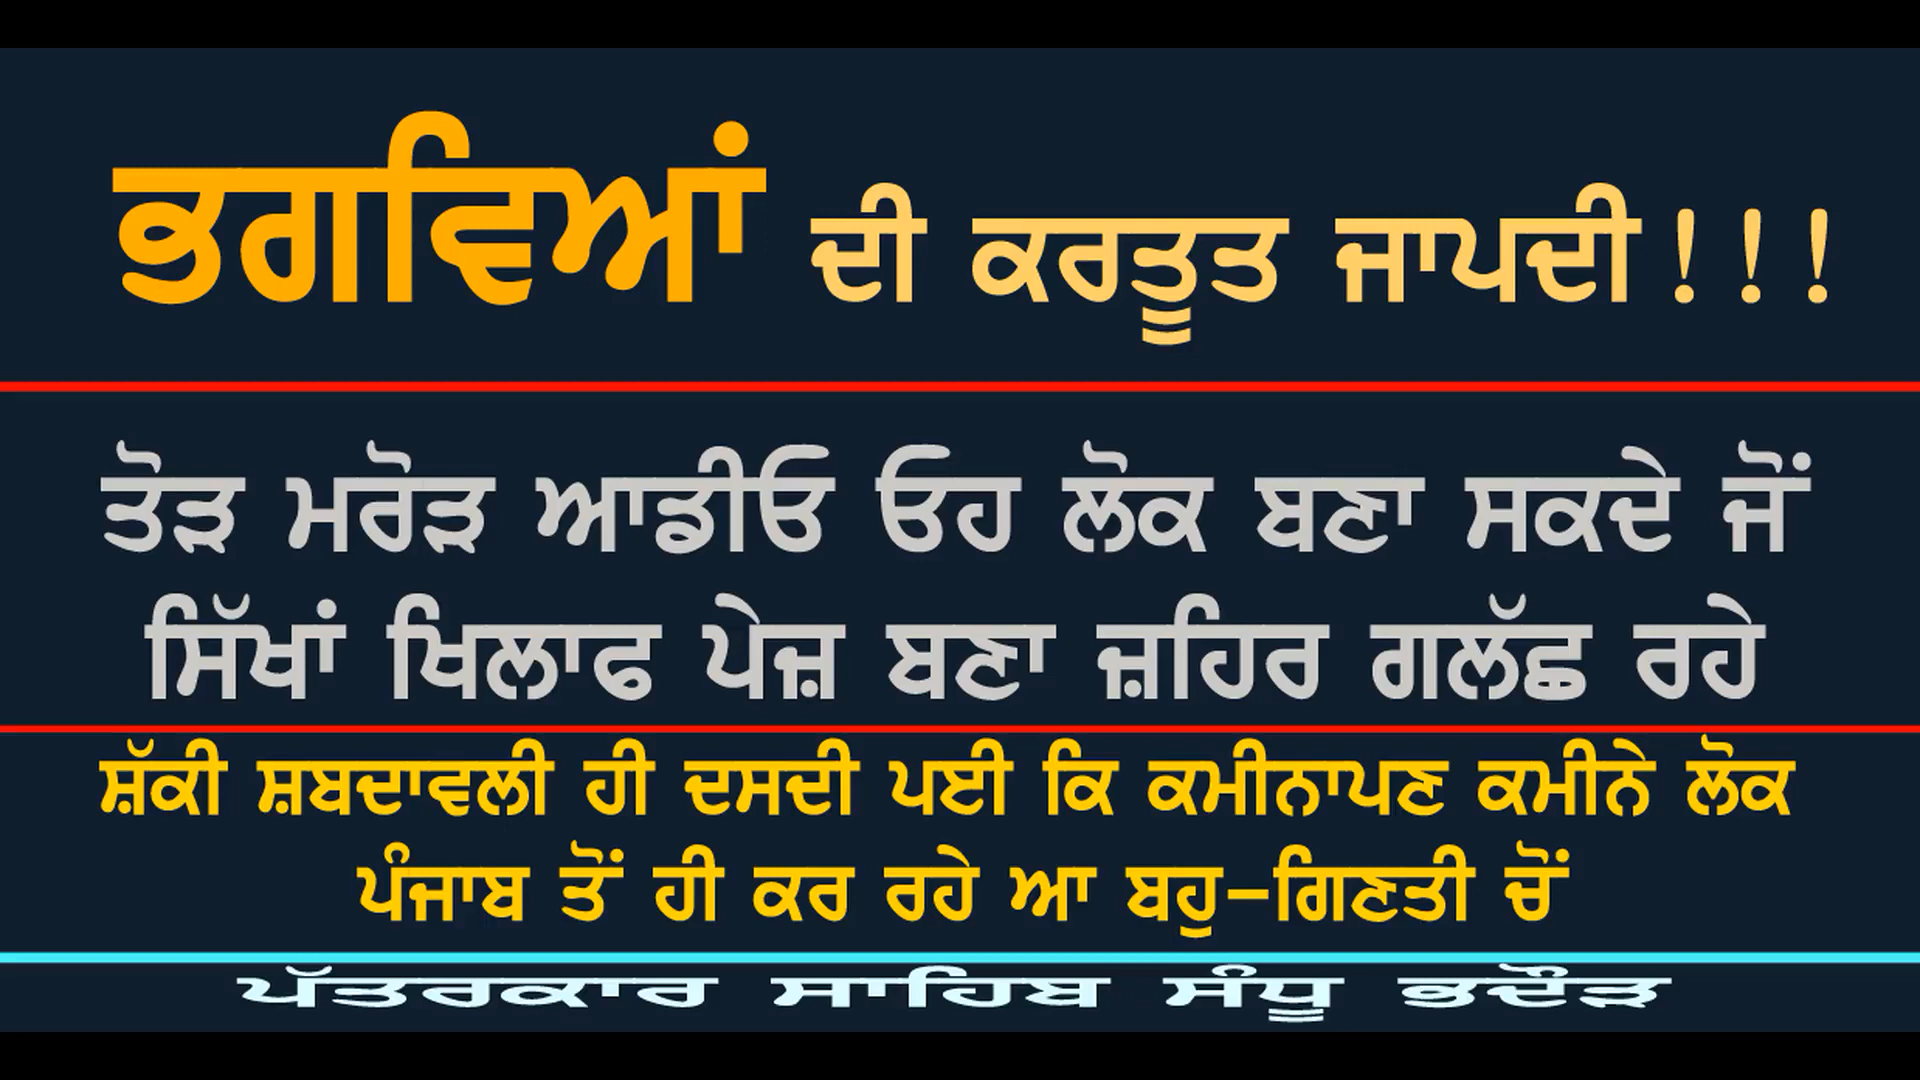 ਭਗਵਿਆਂ ਦੀ ਕਰਤੂਤ ਜਾਪਦੀ!!!
ਤੋੜ ਮਰੋੜ ਆਡੀਓ ਓਹ ਲੋਕ ਬਣਾ ਸਕਦੇ ਜੋਂ
ਸਿੱਖਾਂ ਖਿਲਾਫ ਪੇਜ਼ ਬਣਾ ਜ਼ਹਿਰ ਗਲੱਛ ਰਹੇ
ਸ਼ੱਕੀ ਸ਼ਬਦਾਵਲੀ ਹੀ ਦਸਦੀ ਪਈ ਕਿ ਕਮੀਨਾਪਣ ਕਮੀਨੇ ਲੋਕ
ਪੰਜਾਬ ਤੋਂ ਹੀ ਕਰ ਰਹੇ ਆ ਬਹੁ-ਗਿਣਤੀ ਚੋਂ
ਪੱਤਰਕਾਰ ਸਾਹਿਬ ਸੰਧੂ ਭਦੌੜ